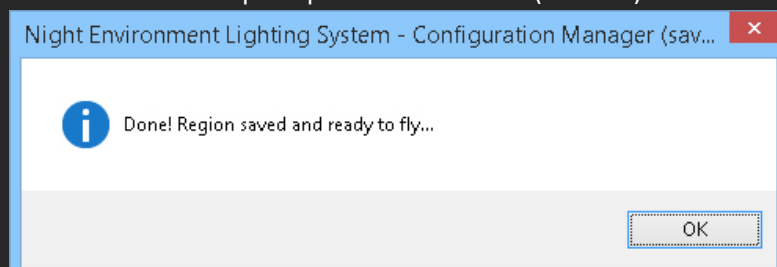 Night Environment Lighting System - Configuration Manager (sav...
Done! Region saved and ready to fly...
OK